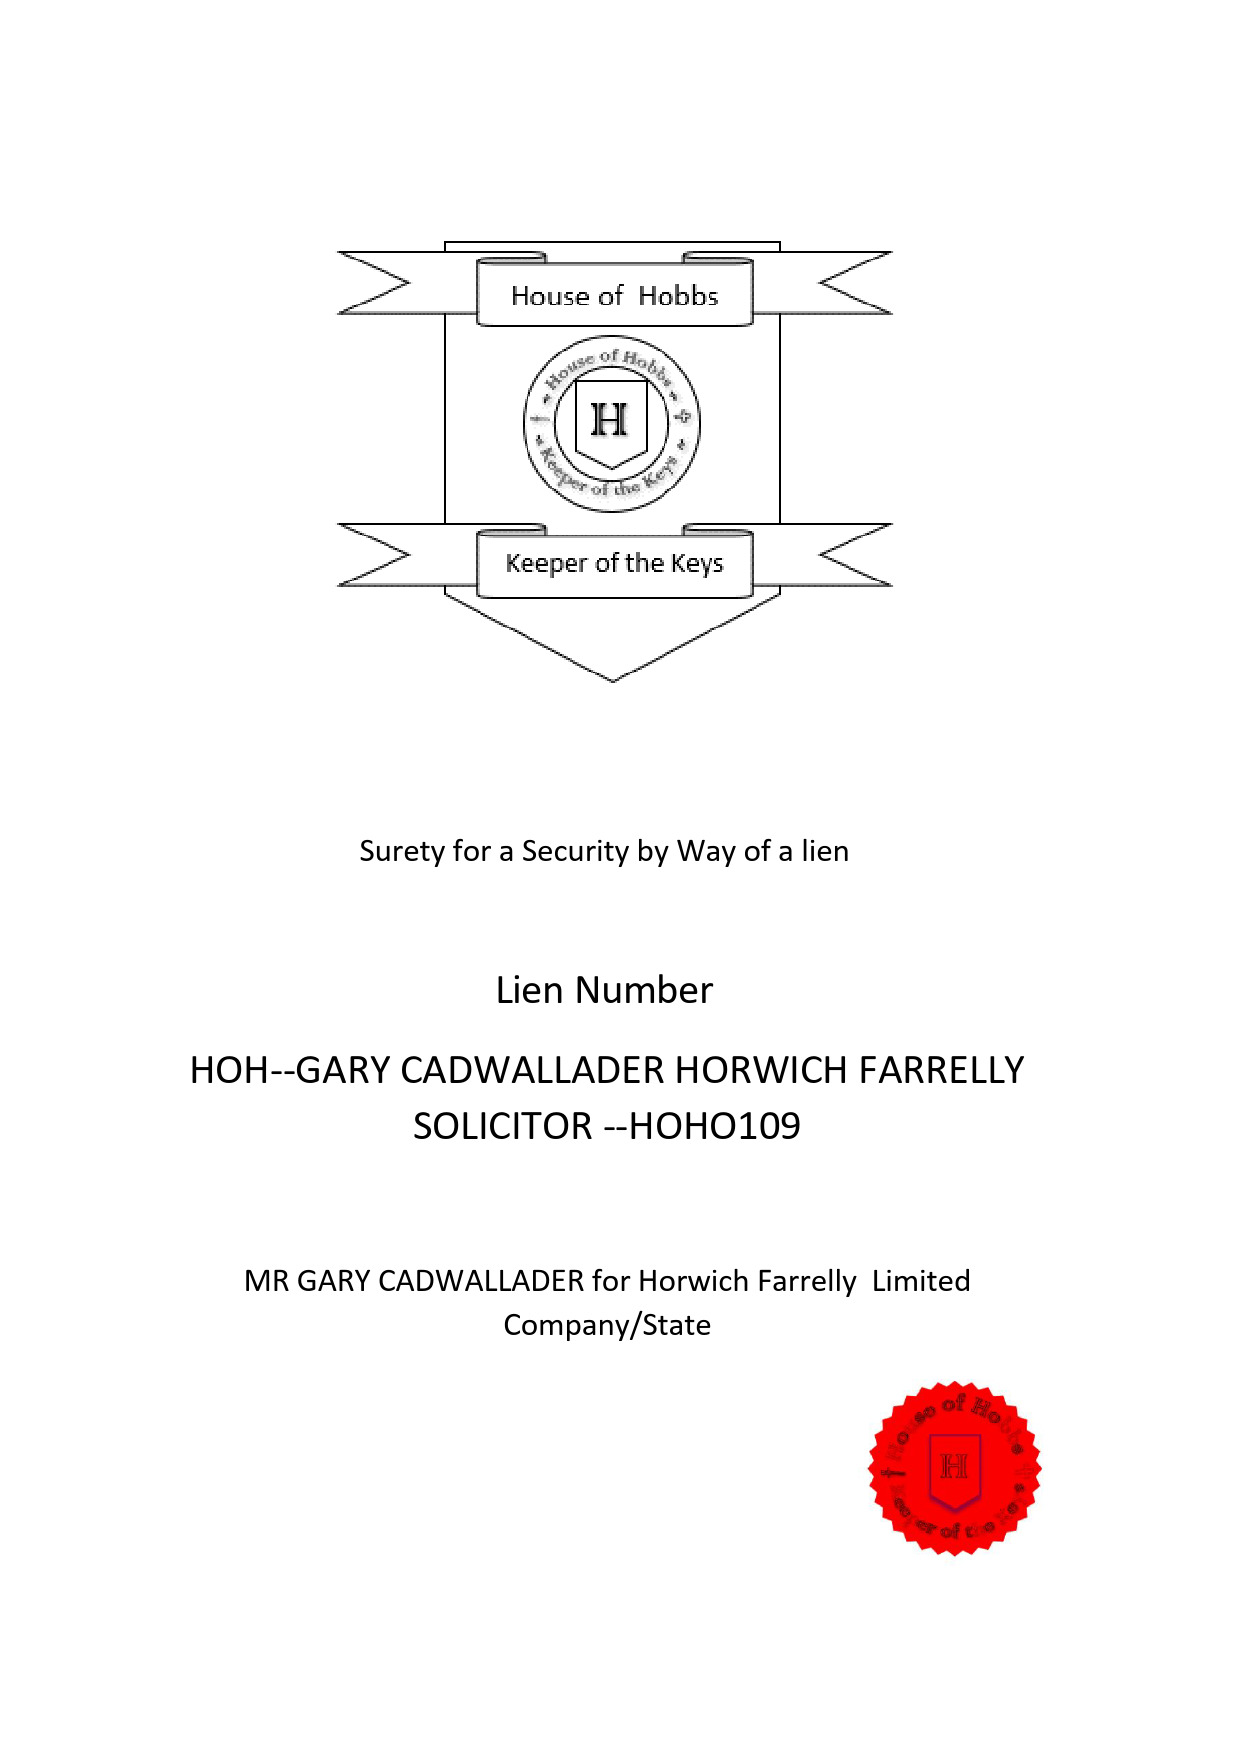 House of Hobbs
House of Hobbs
H
Keeper of the Keys
Keeper of the Keys
Surety for a Security by Way of a lien
Lien Number
HOH--GARY CADWALLADER HORWICH FARRELLY
SOLICITOR --HOHO109
MR GARY CADWALLADER for Horwich Farrelly Limited
Company/State
House of Hobbs
H
Keeper of the Keys